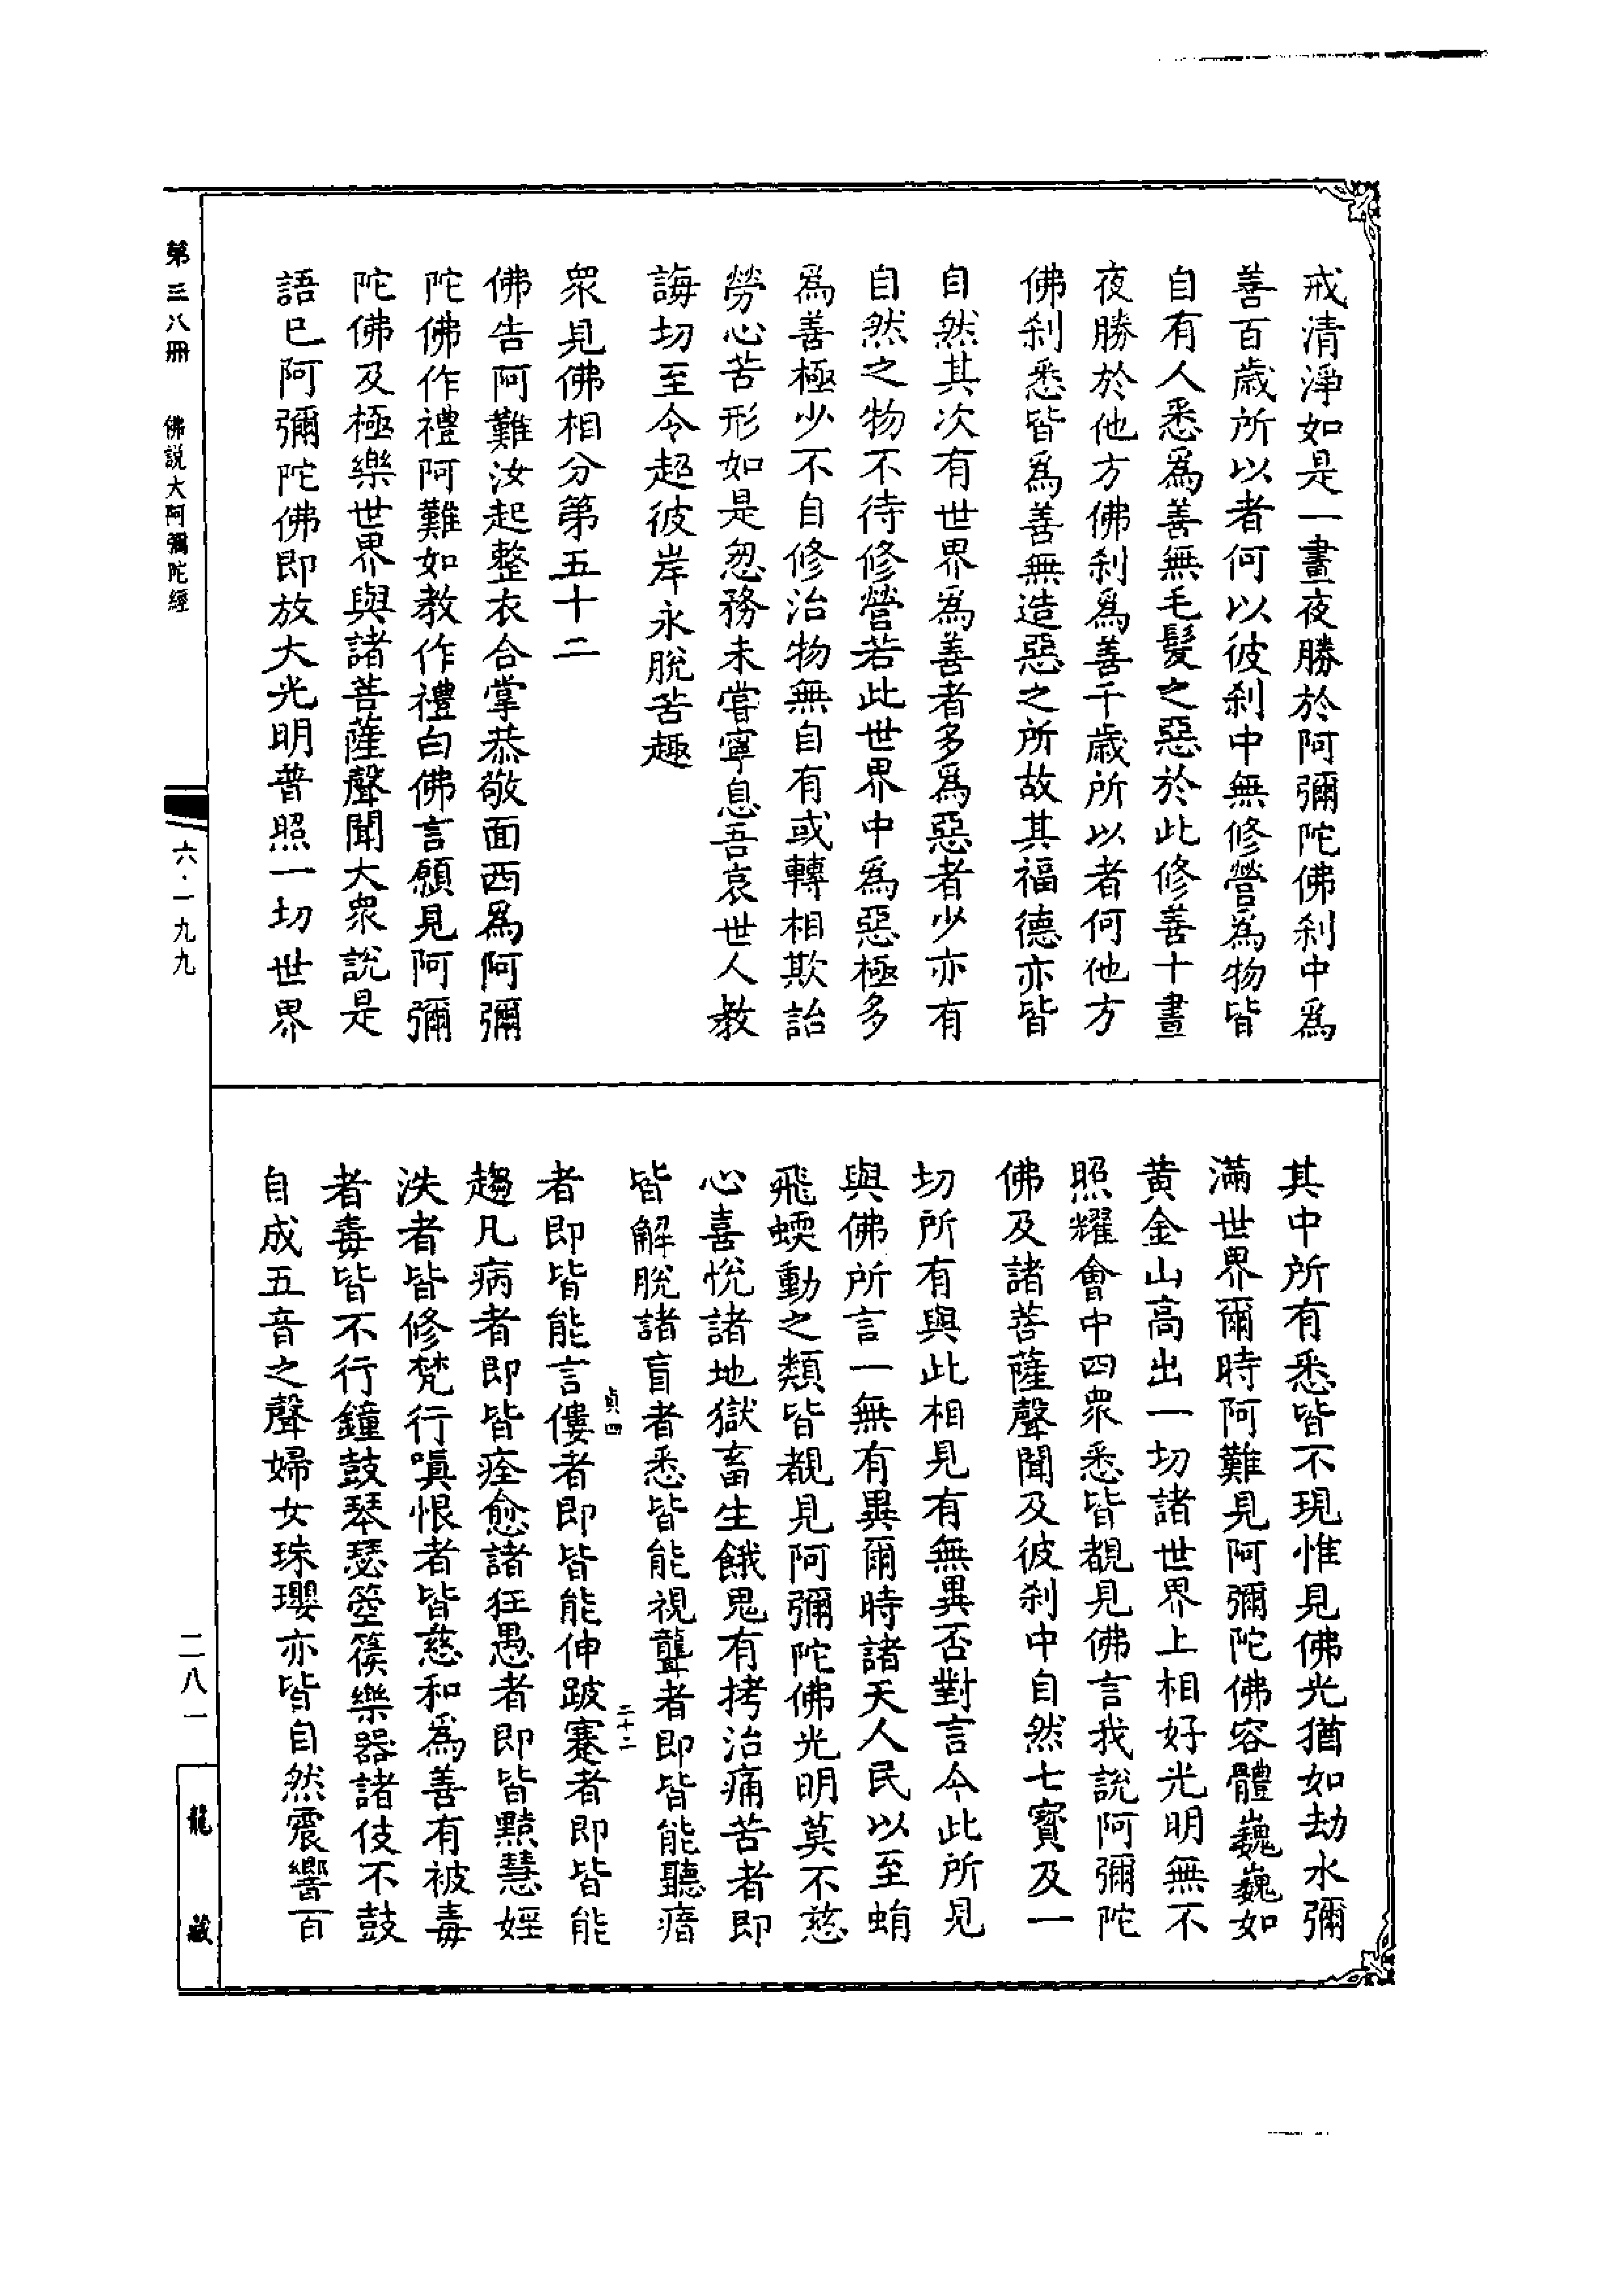 戒清淨如是一晝夜勝於阿彌陀佛刹中爲
善百歲所以者何以彼刹中無修營爲物皆
自有人悉爲善無毛髮之惡於此修善十晝
夜勝於他方佛刹爲善千歲所以者何他方
佛刹悉皆爲善無造惡之所故其福德亦皆
自然其次有世界爲善者多爲惡者少亦有
自然之物不待修營若此世界中爲惡極多
爲善極少不自修治物無自有或轉相欺詒
勞心苦形如是怱務未嘗寧息吾哀世人教
誨切至令超彼岸永脫苦趣
衆見佛相分第五十二
佛告阿難汝起整衣合掌恭敬面西爲阿彌
陀佛作禮阿難如教作禮白佛言願見阿彌
陀佛及極樂世界與諸菩薩聲聞大衆說是
語已阿彌陀佛即放大光明普照一切世界
其中所有悉皆不現惟見佛光猶如劫水彌
滿世界爾時阿難見阿彌陀佛容體巍巍如
黄金山高出一切諸世界上相好光明無不
照耀會中四衆悉皆覩見佛言我說阿彌陀
佛及諸菩薩聲聞及彼刹中自然七寶及一
切所有與此相見有無異否對言今此所見
與佛所言一無有異爾時諸天人民以至蜎
飛蝡動之類皆覩見阿彌陀佛光明莫不慈
心喜悅諸地獄畜生餓鬼有拷治痛苦者即
皆解脫諸盲者悉皆能視聾者即皆能聽瘖
貞四
二十二
者即皆能言僂者即皆能伸跛蹇者即皆能
趨凡病者即皆痊愈諸狂愚者即皆黠慧婬
泆者皆修梵行嗔恨者皆慈和爲善有被毒
者毒皆不行鐘鼓琴瑟箜篌樂器諸伎不鼓
自成五音之聲婦女珠瓔亦皆自然震響百
第三八冊 佛説大阿彌陀經
六·一九九
二八一
龍藏